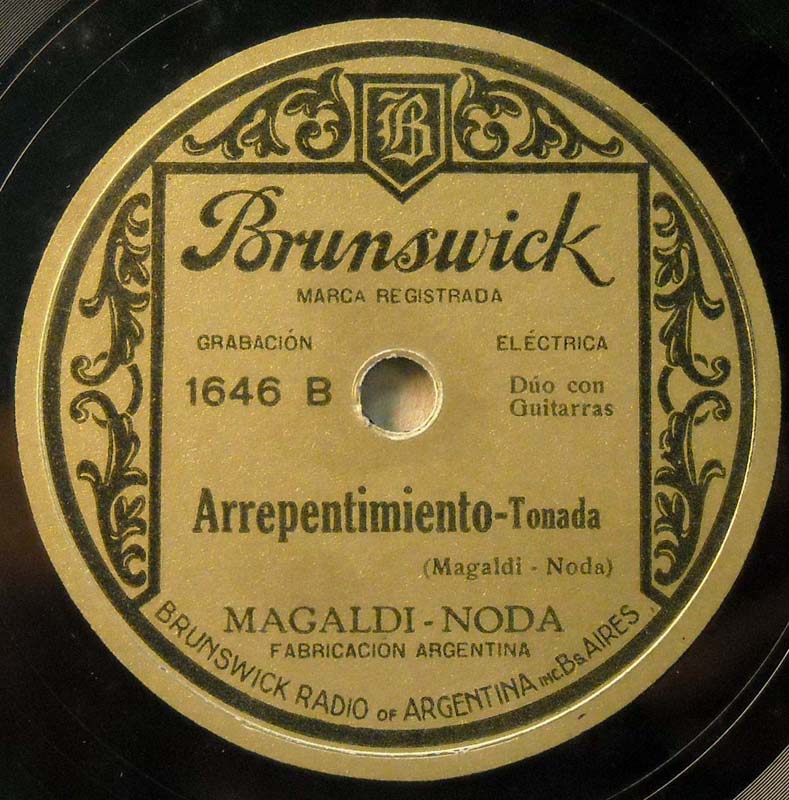 B
Brunswick
MARCA REGISTRADA
GRABACIÓN ELÉCTRICA
1646 B
Dúo con
Guitarras
Arrepentimiento-Tonada
(Magaldi - Noda)
MAGALDI-NODA
FABRICACION ARGENTINA
BRUNSWICK RADIO OF ARGENTINA INC. Bs. AIRES